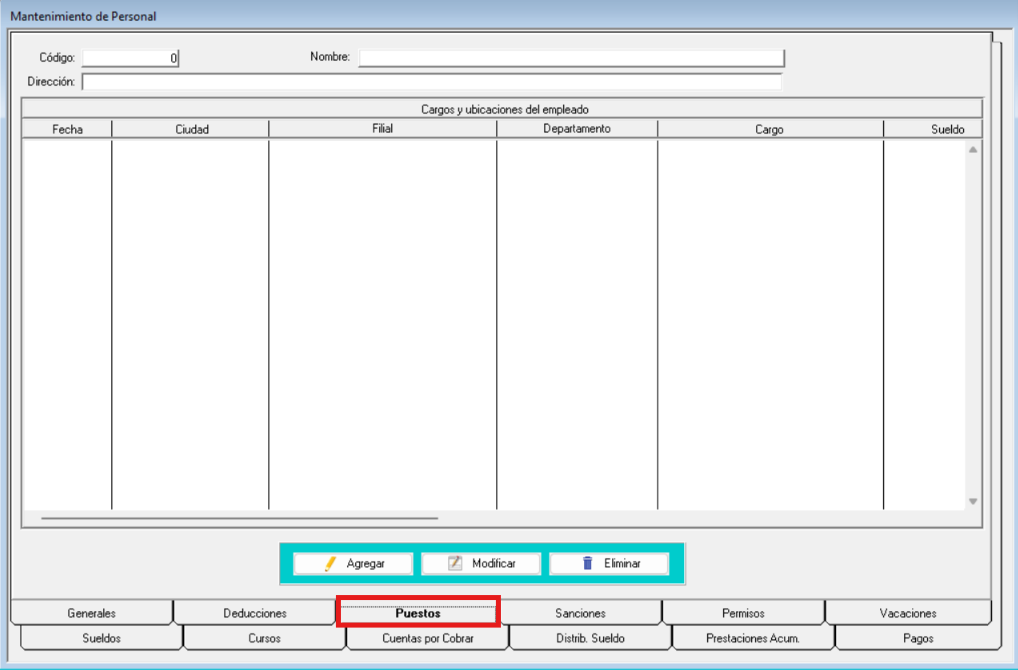 Mantenimiento de Personal
Código: 0 Nombre:
Dirección:
Cargos y ubicaciones del empleado
Fecha Ciudad Filial Departamento Cargo Sueldo
Agregar Modificar Eliminar
Generales Deducciones Puestos Sanciones Permisos Vacaciones
Sueldos Cursos Cuentas por Cobrar Distrib. Sueldo Prestaciones Acum. Pagos